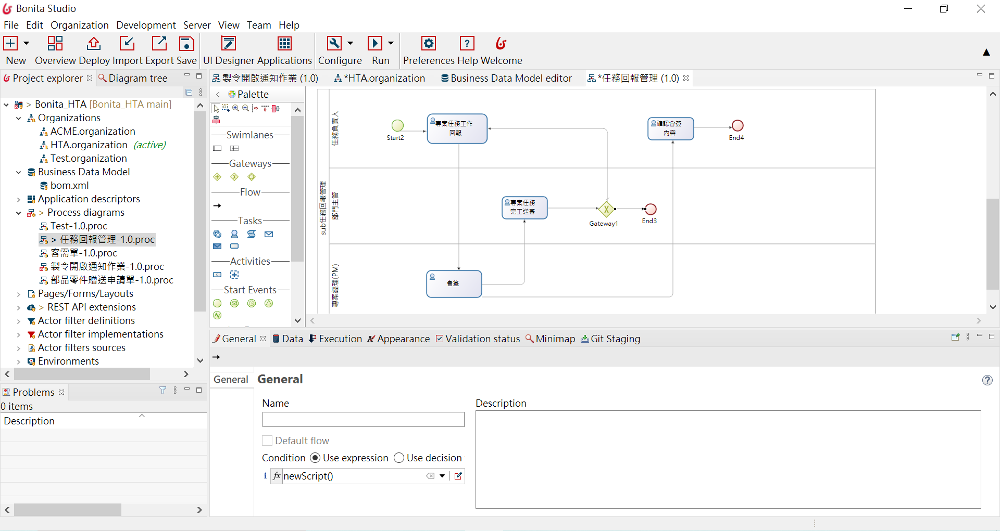 Bonita Studio
File Edit Organization Development Server View Team Help
New Overview Deploy Import Export Save UI Designer Applications Configure Run Preferences Help Welcome
Project explorer Diagram tree
製令開啟通知作業 (1.0) *HTA.organization Business Data Model editor *任務回報管理 (1.0)
> Bonita_HTA [Bonita_HTA main]
Organizations
ACME.organization
HTA.organization (active)
Test.organization
Business Data Model
bom.xml
Application descriptors
> Process diagrams
Test-1.0.proc
> 任務回報管理-1.0.proc
客需單-1.0.proc
製令開啟通知作業-1.0.proc
部品零件贈送申請單-1.0.proc
Pages/Forms/Layouts
> REST API extensions
Actor filter definitions
Actor filter implementations
Actor filters sources
Environments
Problems
0 items
Description
Palette
Swimlanes
Gateways
Flow
Tasks
Activities
Start Events
sub任務回報管理
任務負責人
部門主管
專案經理(PM)
Start2
專案任務工作
回報
確認會簽
內容
End4
專案任務
完工送審
Gateway1
End3
會簽
General Data Execution Appearance Validation status Minimap Git Staging
General
General
Name
Description
Default flow
Condition Use expression Use decision
i fx newScript()